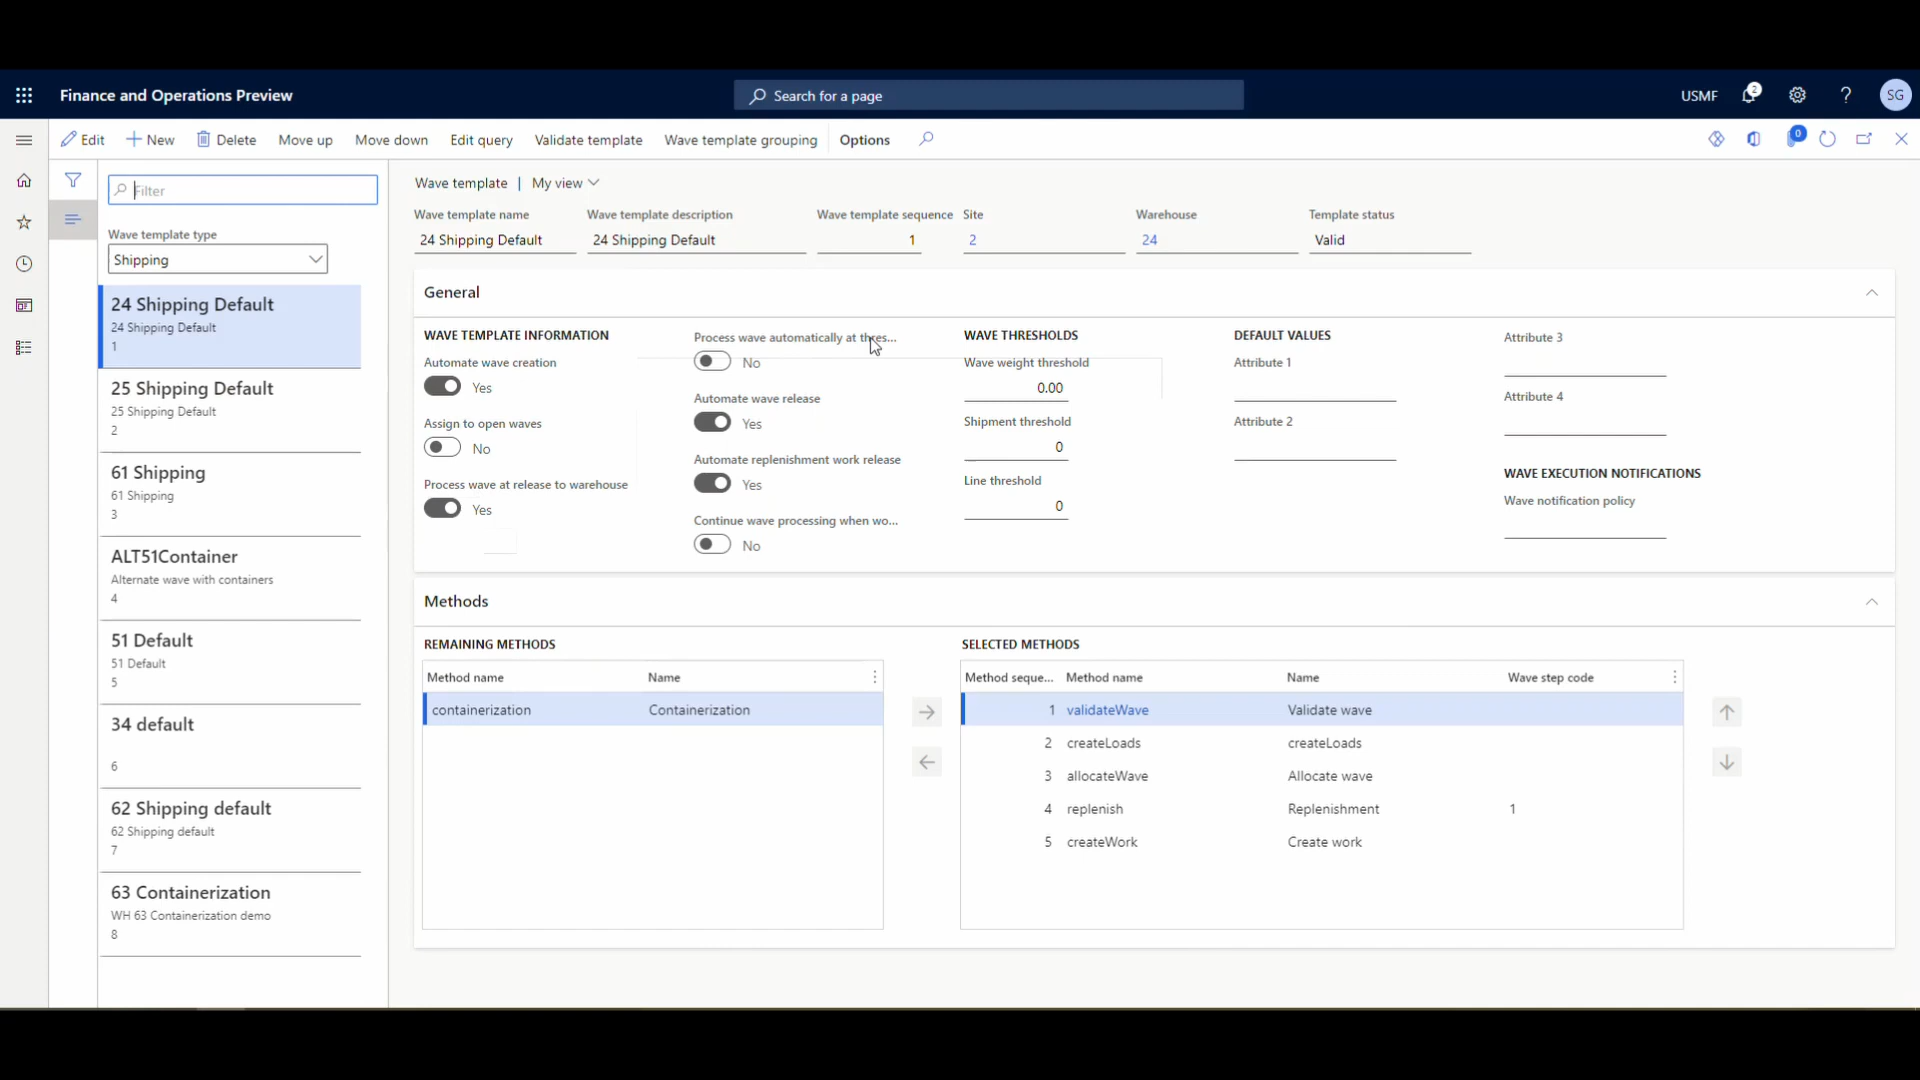 Finance and Operations Preview
Search for a page
USMF
2
?
SG
Edit
New
Delete
Move up
Move down
Edit query
Validate template
Wave template grouping
Options
0
Filter
Wave template type
Shipping
24 Shipping Default
24 Shipping Default
1
25 Shipping Default
25 Shipping Default
2
61 Shipping
61 Shipping
3
ALT51Container
Alternate wave with containers
4
51 Default
51 Default
5
34 default
6
62 Shipping default
62 Shipping default
7
63 Containerization
WH 63 Containerization demo
8
Wave template | My view
Wave template name
24 Shipping Default
Wave template description
24 Shipping Default
Wave template sequence
1
Site
2
Warehouse
24
Template status
Valid
General
WAVE TEMPLATE INFORMATION
Automate wave creation
Yes
Assign to open waves
No
Process wave at release to warehouse
Yes
Process wave automatically at thres...
No
Automate wave release
Yes
Automate replenishment work release
Yes
Continue wave processing when wo...
No
WAVE THRESHOLDS
Wave weight threshold
0.00
Shipment threshold
0
Line threshold
0
DEFAULT VALUES
Attribute 1
Attribute 2
Attribute 3
Attribute 4
WAVE EXECUTION NOTIFICATIONS
Wave notification policy
Methods
REMAINING METHODS
Method name Name
containerization Containerization
SELECTED METHODS
Method seque... Method name Name Wave step code
1 validateWave Validate wave
2 createLoads createLoads
3 allocateWave Allocate wave
4 replenish Replenishment 1
5 createWork Create work